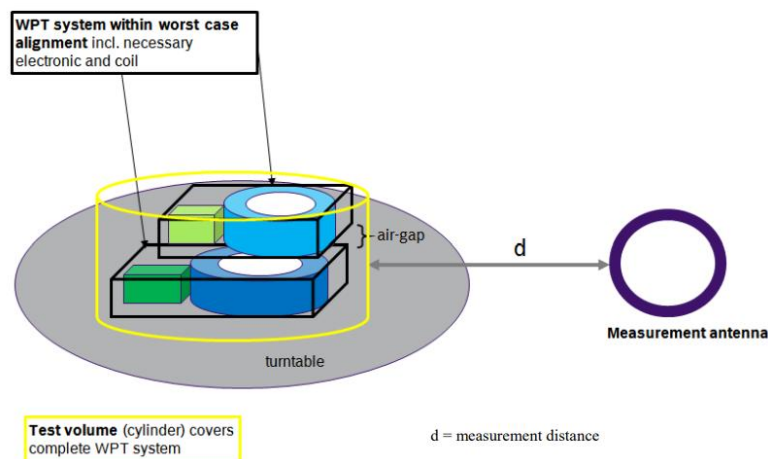 WPT system within worst case
alignment incl. necessary
electronic and coil
air-gap
d
Measurement antenna
turntable
Test volume (cylinder) covers
complete WPT system
d = measurement distance